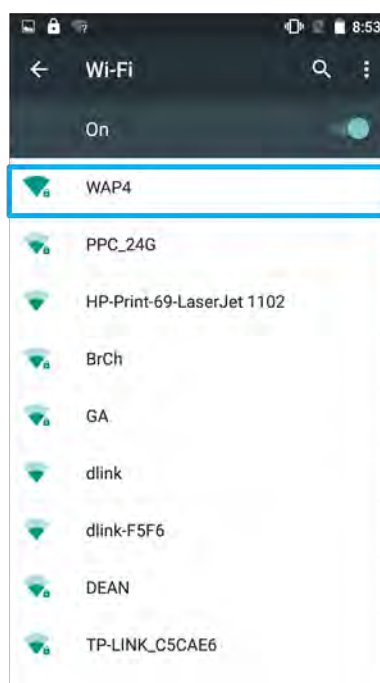 8:53
Wi-Fi
On
WAP4
PPC_24G
HP-Print-69-LaserJet 1102
BrCh
GA
dlink
dlink-F5F6
DEAN
TP-LINK_C5CAE6